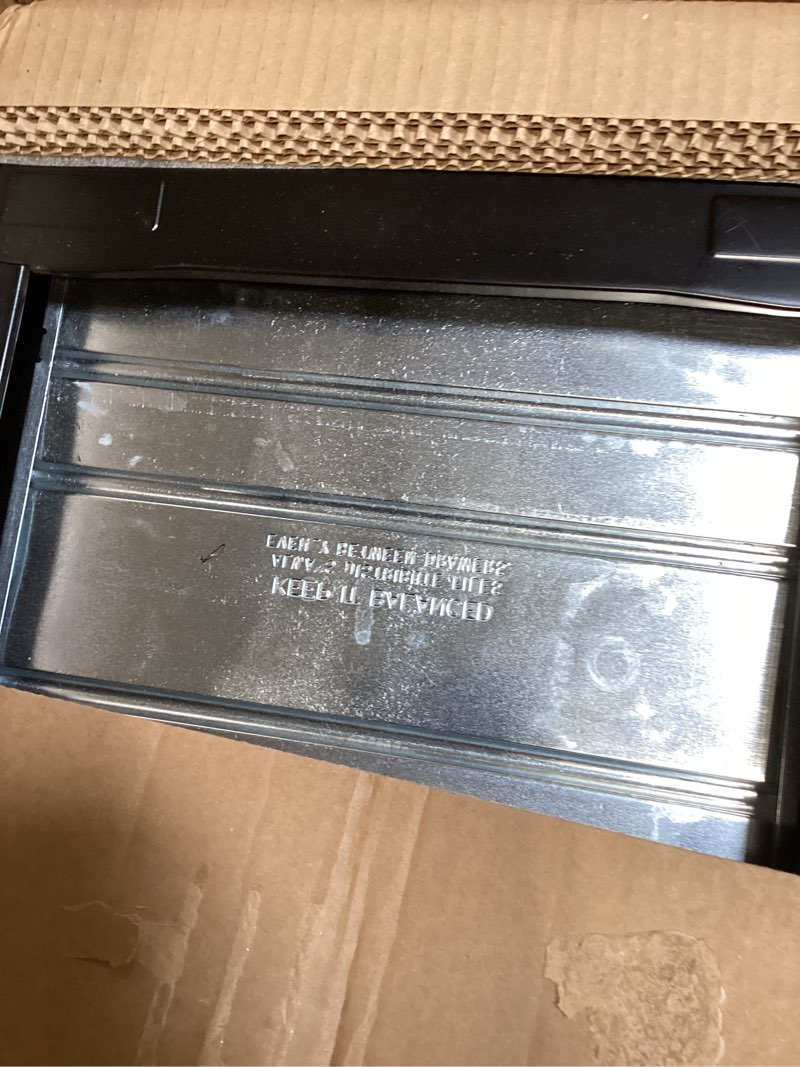 KEEP IT BALANCED
ALWAYS DISTRIBUTE FILES
EVENLY BETWEEN DRAWERS